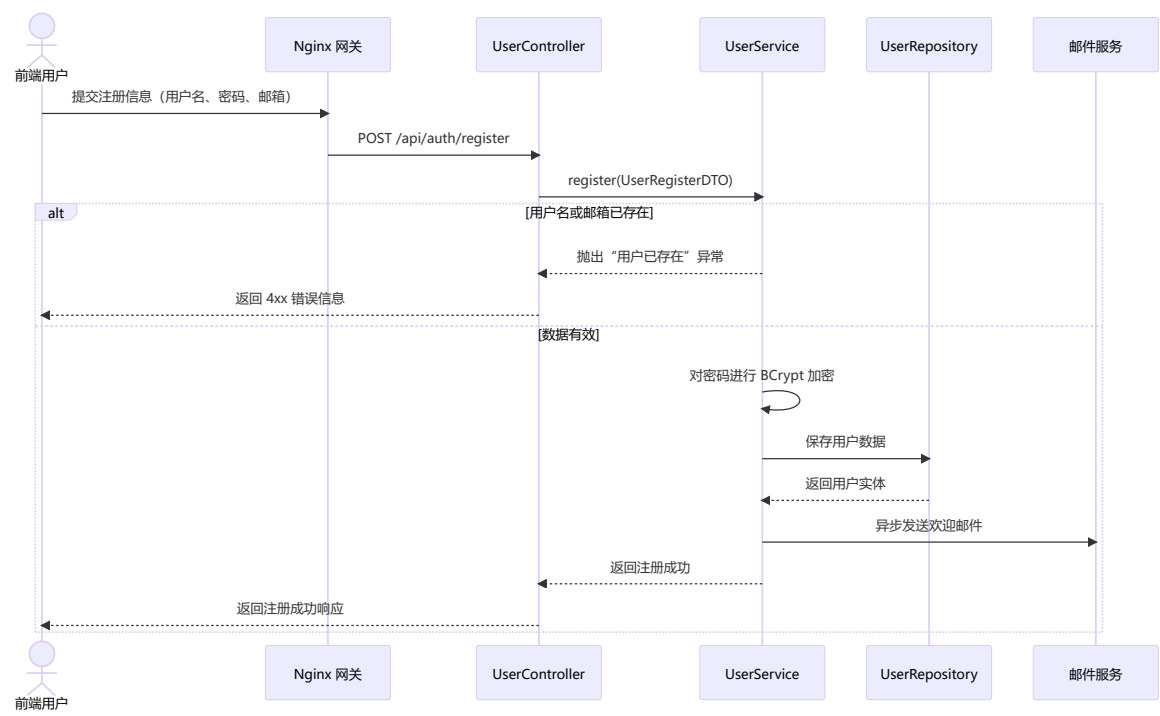 前端用户
Nginx 网关
UserController
UserService
UserRepository
邮件服务
提交注册信息（用户名、密码、邮箱）
POST /api/auth/register
register(UserRegisterDTO)
alt
[用户名或邮箱已存在]
抛出“用户已存在”异常
返回 4xx 错误信息
[数据有效]
对密码进行 BCrypt 加密
保存用户数据
返回用户实体
异步发送欢迎邮件
返回注册成功
返回注册成功响应
前端用户
Nginx 网关
UserController
UserService
UserRepository
邮件服务